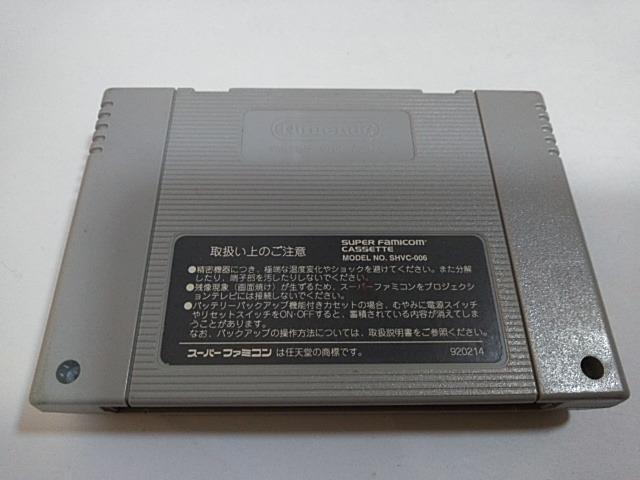 Nintendo
取扱い上のご注意
SUPER FAMICOM
CASSETTE
MODEL NO. SHVC-006
●精密機器につき、極端な温度変化やショックを避けてください。また分解
したり、端子部を汚したりしないでください。
●残像現象（画面焼け）が生ずるため、スーパーファミコンをプロジェクシ
ョンテレビには接続しないでください。
●バッテリーバックアップ機能付きカセットの場合、むやみに電源スイッチ
やリセットスイッチをON・OFFすると、蓄積されている内容が消えてしま
うことがあります。
なお、バックアップの操作方法については、取扱説明書をご参照ください。
スーパーファミコン は任天堂の商標です。
920214